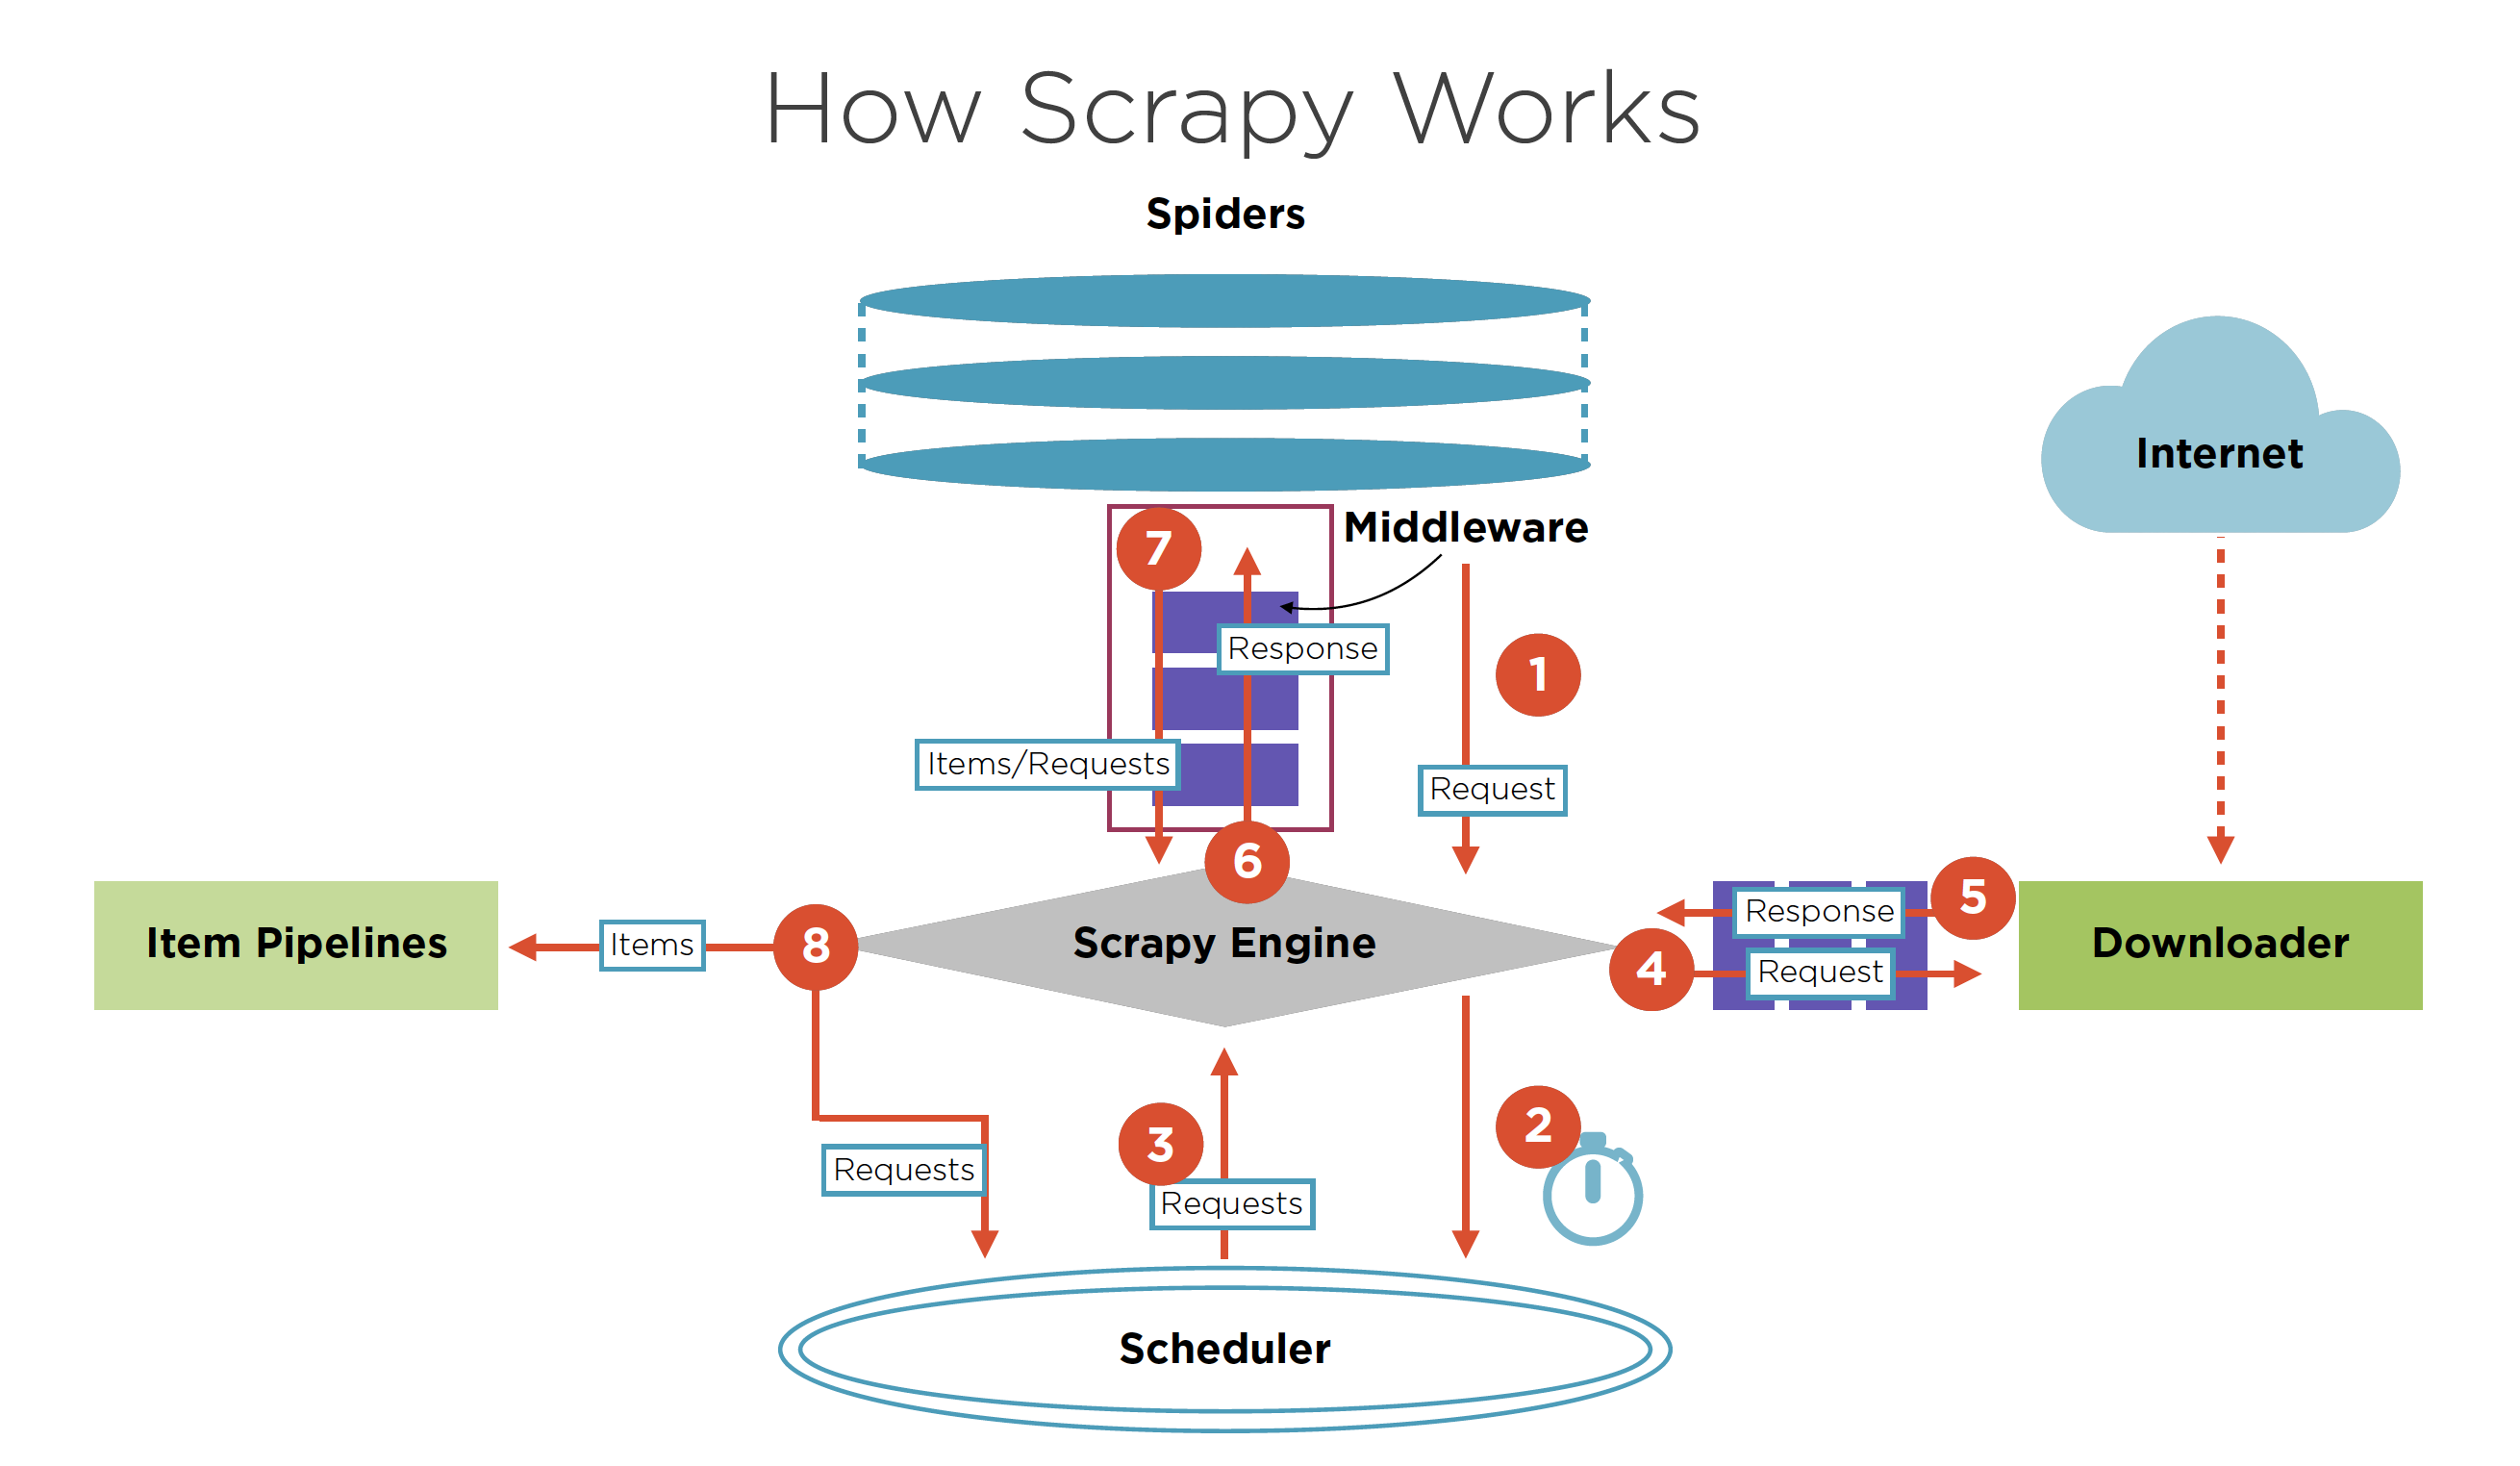 How Scrapy Works
Spiders
Internet
Middleware
7
Response
1
Items/Requests
Request
6
Item Pipelines
Items
8
Scrapy Engine
4
Response
Request
5
Downloader
Requests
3
Requests
2
Scheduler